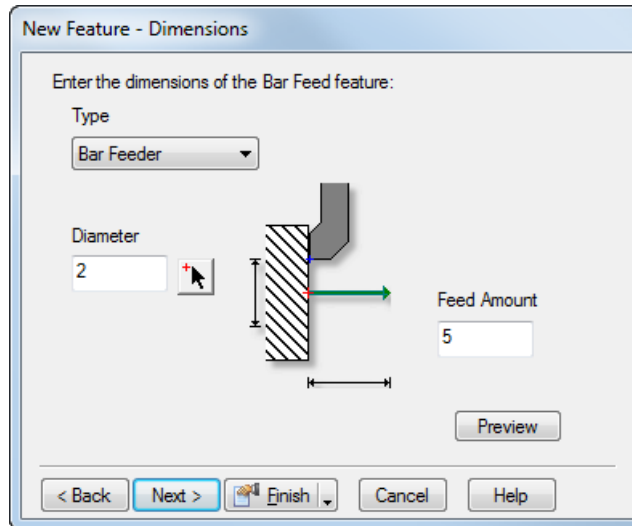 New Feature - Dimensions
Enter the dimensions of the Bar Feed feature:
Type
Bar Feeder
Diameter
2
Feed Amount
5
Preview
< Back Next > Finish Cancel Help